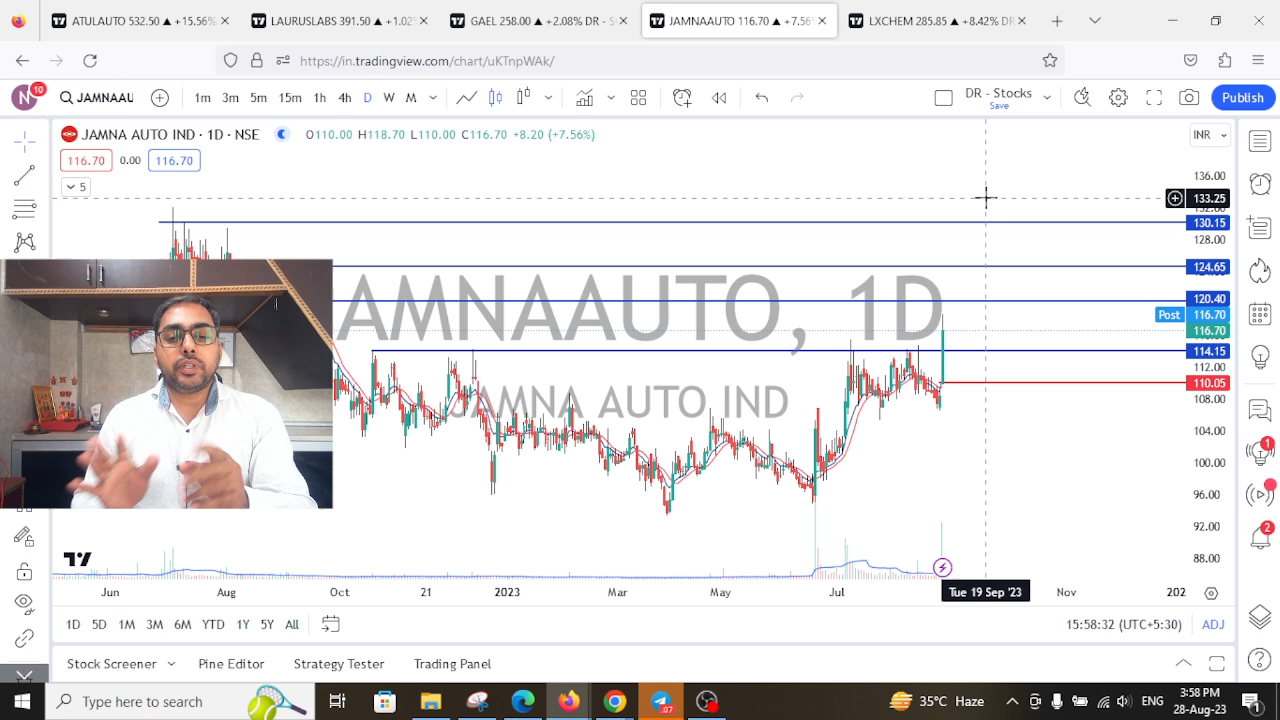 ATULAUTO 532.50 ▲ +15.56%
LAURUSLABS 391.50 ▲ +1.02%
GAEL 258.00 ▲ +2.08% DR - S
JAMNAAUTO 116.70 ▲ +7.56%
LXCHEM 285.85 ▲ +8.42% DR
https://in.tradingview.com/chart/uKTnpWAk/
N 10
JAMNAAU
1m 3m 5m 15m 1h 4h D W M
DR - Stocks
Save
Publish
JAMNA AUTO IND · 1D · NSE
O110.00 H118.70 L110.00 C116.70 +8.20 (+7.56%)
INR
116.70 0.00 116.70
5
136.00
133.25
130.15
128.00
124.65
120.40
Post 116.70
116.70
114.15
112.00
110.05
108.00
104.00
100.00
96.00
92.00
88.00
JAMNAAUTO, 1D
JAMNA AUTO IND
Jun Aug Oct 21 2023 Mar May Jul Tue 19 Sep '23 Nov 202
1D 5D 1M 3M 6M YTD 1Y 5Y All
15:58:32 (UTC+5:30) ADJ
Stock Screener Pine Editor Strategy Tester Trading Panel
1
2
Type here to search
.07
35°C Haze
ENG
3:58 PM
28-Aug-23
1